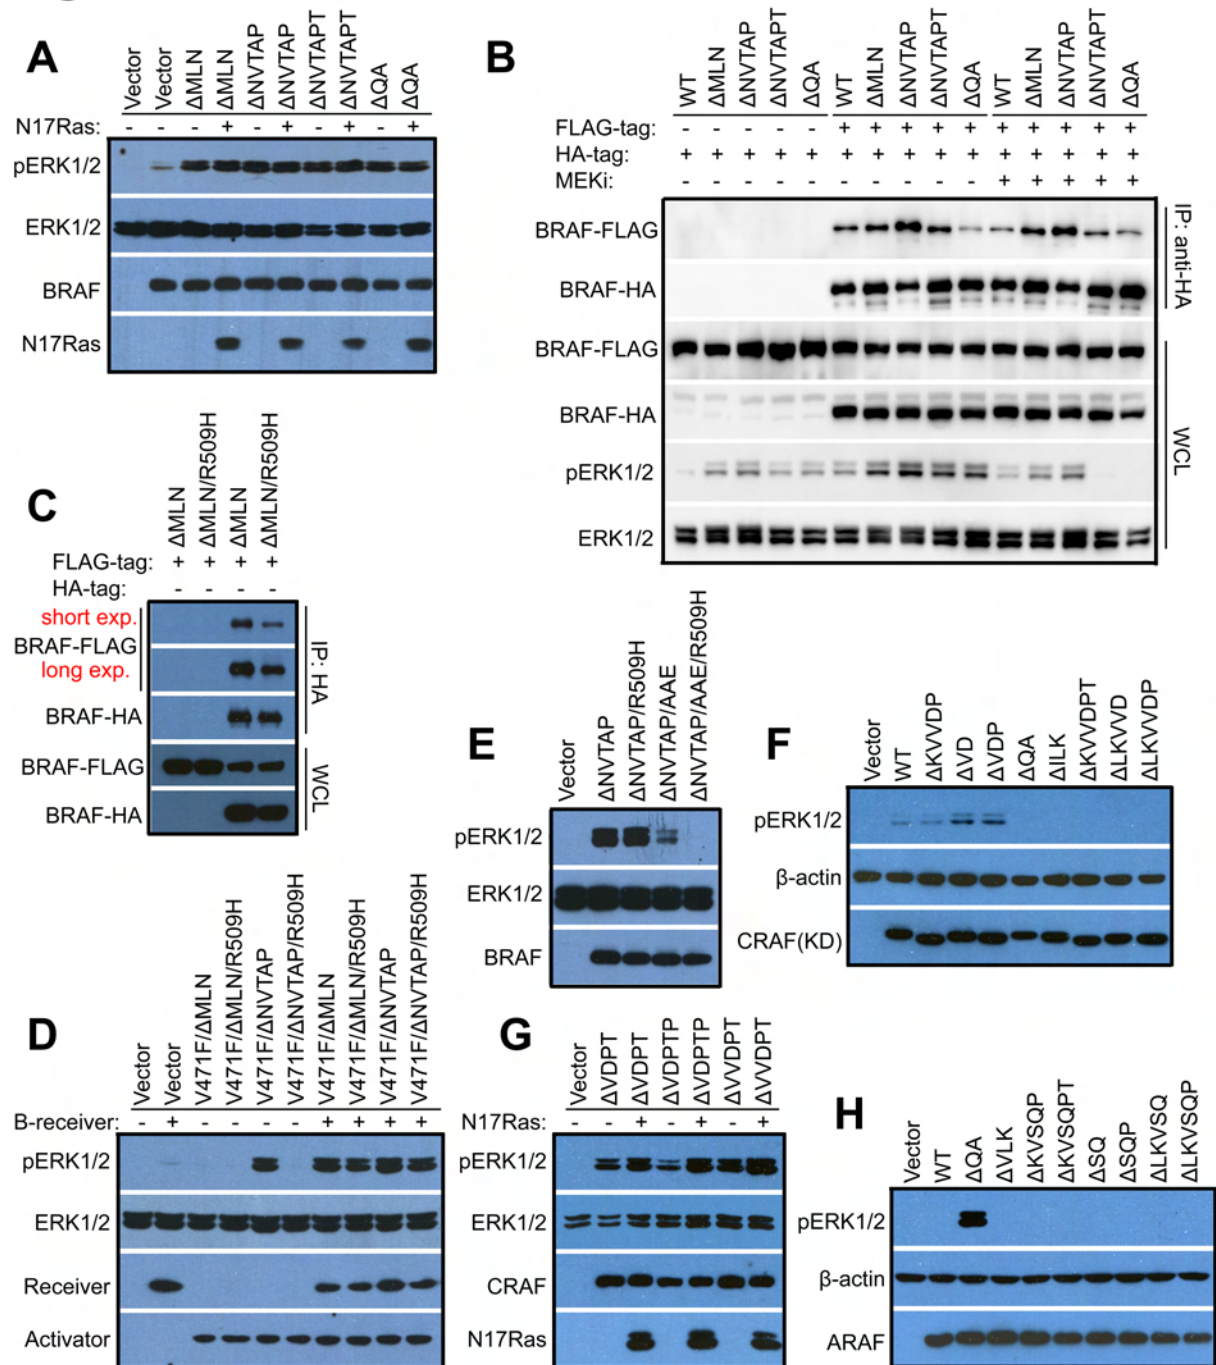 A
Vector
Vector
ΔMLN
ΔMLN
ΔNVTAP
ΔNVTAP
ΔNVTAPT
ΔNVTAPT
ΔQA
ΔQA
N17Ras: - - - + - + - + - +
pERK1/2
ERK1/2
BRAF
N17Ras
B
WT
ΔMLN
ΔNVTAP
ΔNVTAPT
ΔQA
WT
ΔMLN
ΔNVTAP
ΔNVTAPT
ΔQA
WT
ΔMLN
ΔNVTAP
ΔNVTAPT
ΔQA
FLAG-tag: - - - - - + + + + + + + + + +
HA-tag: + + + + + + + + + + + + + + +
MEKi: - - - - - - - - - - + + + + +
BRAF-FLAG
BRAF-HA
IP: anti-HA
BRAF-FLAG
BRAF-HA
pERK1/2
ERK1/2
WCL
C
ΔMLN
ΔMLN/R509H
ΔMLN
ΔMLN/R509H
FLAG-tag: + + + +
HA-tag: - - - -
short exp.
BRAF-FLAG
long exp.
BRAF-HA
IP: HA
BRAF-FLAG
BRAF-HA
WCL
D
Vector
Vector
V471F/ΔMLN
V471F/ΔMLN/R509H
V471F/ΔNVTAP
V471F/ΔNVTAP/R509H
V471F/ΔMLN
V471F/ΔMLN/R509H
V471F/ΔNVTAP
V471F/ΔNVTAP/R509H
B-receiver: - + - - - - + + + +
pERK1/2
ERK1/2
Receiver
Activator
E
Vector
ΔNVTAP
ΔNVTAP/R509H
ΔNVTAP/AAE
ΔNVTAP/AAE/R509H
pERK1/2
ERK1/2
BRAF
F
Vector
WT
ΔKVVDP
ΔVD
ΔVDP
ΔQA
ΔILK
ΔKVVDPT
ΔLKVVD
ΔLKVVDP
pERK1/2
β-actin
CRAF(KD)
G
Vector
ΔVDPT
ΔVDPT
ΔVDPTP
ΔVDPTP
ΔVVDPT
ΔVVDPT
N17Ras: - - + - + - +
pERK1/2
ERK1/2
CRAF
N17Ras
H
Vector
WT
ΔQA
ΔVLK
ΔKVSQP
ΔKVSQPT
ΔSQ
ΔSQP
ΔLKVSQ
ΔLKVSQP
pERK1/2
β-actin
ARAF